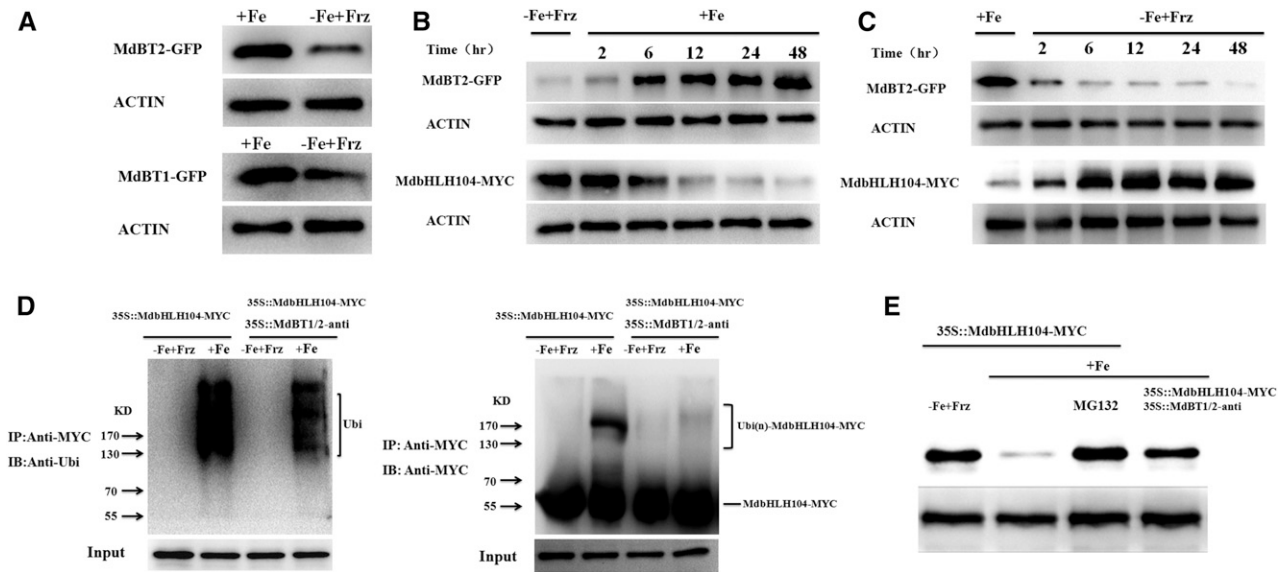 A
+Fe -Fe+Frz
MdBT2-GFP
ACTIN
+Fe -Fe+Frz
MdBT1-GFP
ACTIN
B
-Fe+Frz +Fe
Time（hr） 2 6 12 24 48
MdBT2-GFP
ACTIN
MdbHLH104-MYC
ACTIN
C
+Fe -Fe+Frz
Time（hr） 2 6 12 24 48
MdBT2-GFP
ACTIN
MdbHLH104-MYC
ACTIN
D
35S::MdbHLH104-MYC
35S::MdbHLH104-MYC
35S::MdBT1/2-anti
-Fe+Frz +Fe -Fe+Frz +Fe
KD
170
130
70
55
IP:Anti-MYC
IB:Anti-Ubi
Ubi
Input
35S::MdbHLH104-MYC
35S::MdbHLH104-MYC
35S::MdBT1/2-anti
-Fe+Frz +Fe -Fe+Frz +Fe
KD
170
130
70
55
IP: Anti-MYC
IB: Anti-MYC
Ubi(n)-MdbHLH104-MYC
MdbHLH104-MYC
Input
E
35S::MdbHLH104-MYC
+Fe
-Fe+Frz MG132
35S::MdbHLH104-MYC
35S::MdBT1/2-anti